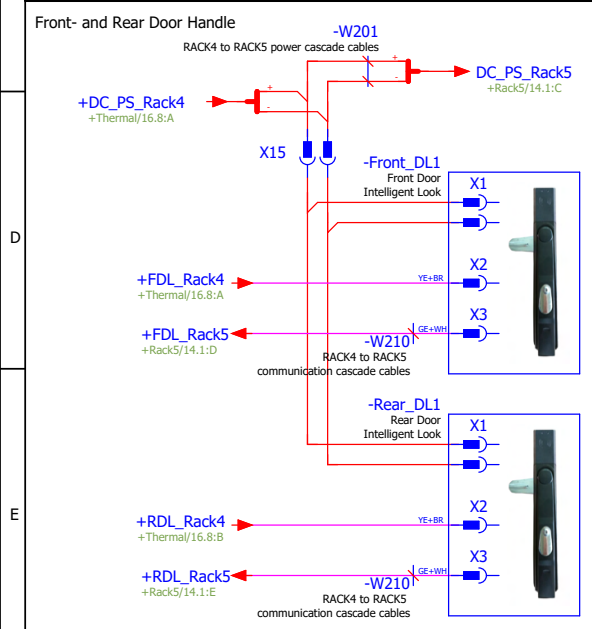 Front- and Rear Door Handle
-W201
RACK4 to RACK5 power cascade cables
+
-
DC_PS_Rack5
+Rack5/14.1:C
+DC_PS_Rack4
+Thermal/16.8:A
+
-
X15
-Front_DL1
Front Door
Intelligent Look
X1
D
+FDL_Rack4
+Thermal/16.8:A
YE+BR
X2
+FDL_Rack5
+Rack5/14.1:D
GE+WH
X3
-W210
RACK4 to RACK5
communication cascade cables
-Rear_DL1
Rear Door
Intelligent Look
X1
E
+RDL_Rack4
+Thermal/16.8:B
YE+BR
X2
+RDL_Rack5
+Rack5/14.1:E
GE+WH
X3
-W210
RACK4 to RACK5
communication cascade cables